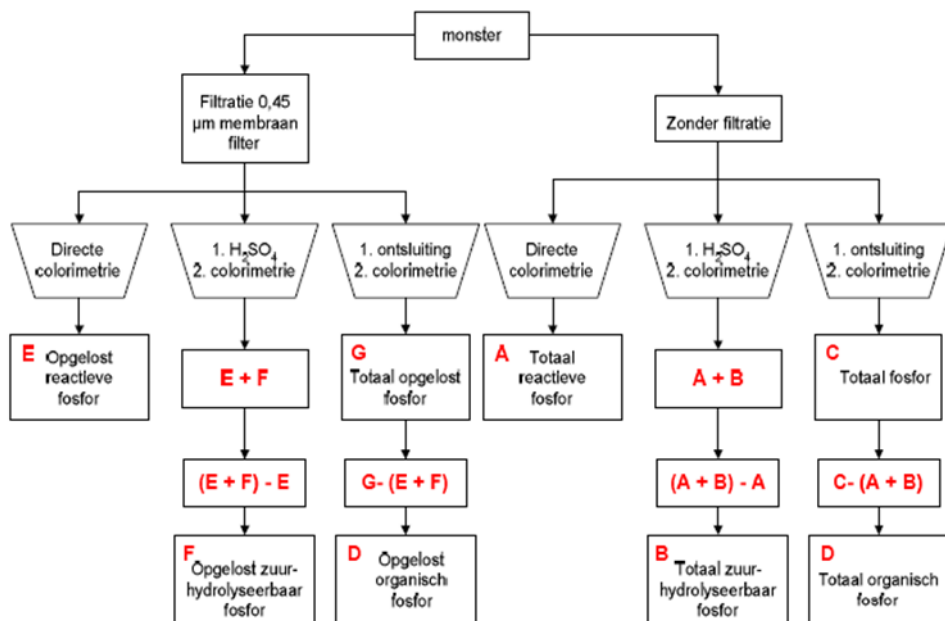 monster
Filtratie 0,45
µm membraan
filter
Zonder filtratie
Directe
colorimetrie
1. H2SO4
2. colorimetrie
1. ontsluiting
2. colorimetrie
Directe
colorimetrie
1. H2SO4
2. colorimetrie
1. ontsluiting
2. colorimetrie
E
Opgelost
reactieve
fosfor
E + F
G
Totaal opgelost
fosfor
A
Totaal
reactieve
fosfor
A + B
C
Totaal fosfor
(E + F) - E
G- (E + F)
(A + B) - A
C- (A + B)
F
Opgelost zuur-
hydrolyseerbaar
fosfor
D
Opgelost
organisch
fosfor
B
Totaal zuur-
hydrolyseerbaar
fosfor
D
Totaal organisch
fosfor